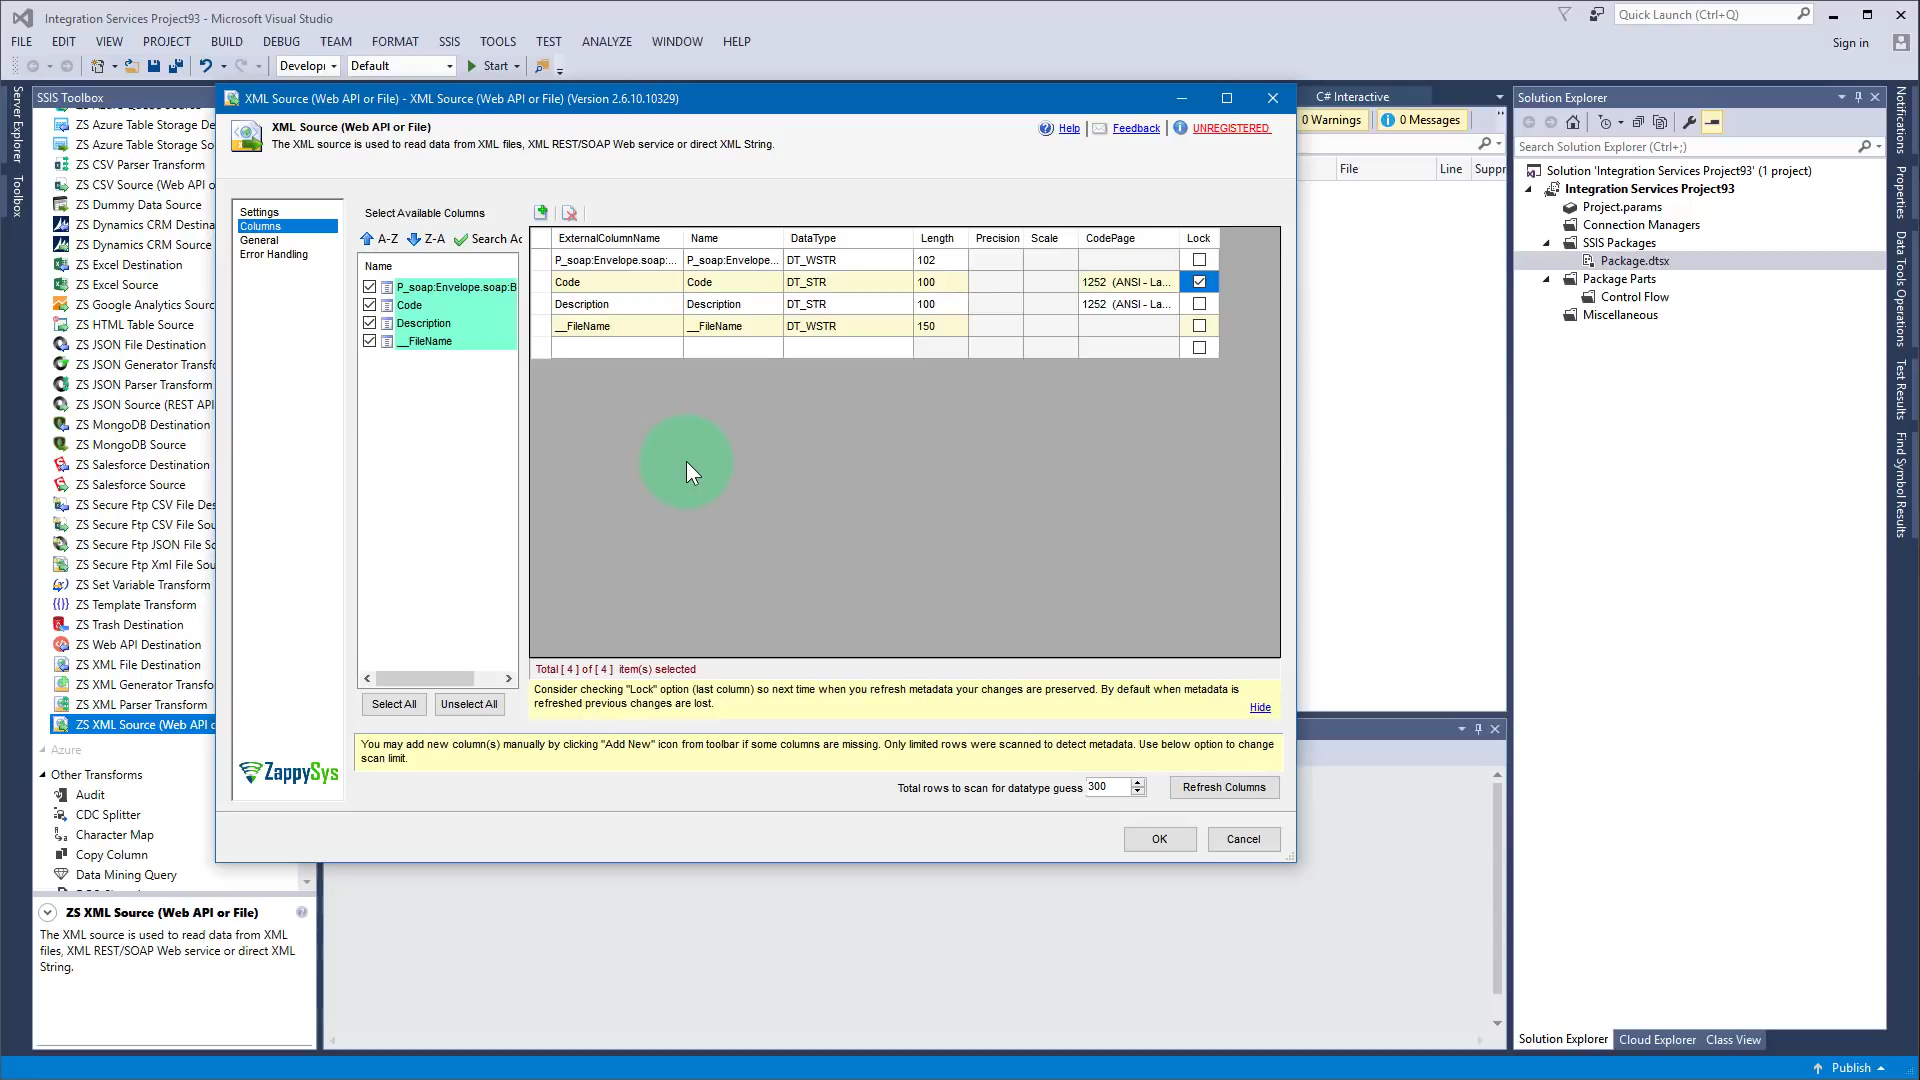 Integration Services Project93 - Microsoft Visual Studio
Quick Launch (Ctrl+Q)
FILE EDIT VIEW PROJECT BUILD DEBUG TEAM FORMAT SSIS TOOLS TEST ANALYZE WINDOW HELP
Sign in
Developı Default Start
Server Explorer
Toolbox
SSIS Toolbox
ZS Azure Table Storage De
ZS Azure Table Storage So
ZS CSV Parser Transform
ZS CSV Source (Web API o
ZS Dummy Data Source
ZS Dynamics CRM Destinat
ZS Dynamics CRM Source
ZS Excel Destination
ZS Excel Source
ZS Google Analytics Sourc
ZS HTML Table Source
ZS JSON File Destination
ZS JSON Generator Transfo
ZS JSON Parser Transform
ZS JSON Source (REST API
ZS MongoDB Destination
ZS MongoDB Source
ZS Salesforce Destination
ZS Salesforce Source
ZS Secure Ftp CSV File Des
ZS Secure Ftp CSV File Sou
ZS Secure Ftp JSON File Sc
ZS Secure Ftp Xml File Sou
ZS Set Variable Transform
ZS Template Transform
ZS Trash Destination
ZS Web API Destination
ZS XML File Destination
ZS XML Generator Transfo
ZS XML Parser Transform
ZS XML Source (Web API o
Azure
Other Transforms
Audit
CDC Splitter
Character Map
Copy Column
Data Mining Query
ZS XML Source (Web API or File)
The XML source is used to read data from XML
files, XML REST/SOAP Web service or direct XML
String.
XML Source (Web API or File) - XML Source (Web API or File) (Version 2.6.10.10329)
XML Source (Web API or File)
The XML source is used to read data from XML files, XML REST/SOAP Web service or direct XML String.
Help Feedback UNREGISTERED
Settings
Columns
General
Error Handling
ZappySys
Select Available Columns
A-Z Z-A Search Ac
Name
P_soap:Envelope.soap:B
Code
Description
__FileName
Select All Unselect All
ExternalColumnName Name DataType Length Precision Scale CodePage Lock
P_soap:Envelope.soap:... P_soap:Envelope... DT_WSTR 102
Code Code DT_STR 100 1252 (ANSI - La...
Description Description DT_STR 100 1252 (ANSI - La...
__FileName __FileName DT_WSTR 150
Total [ 4 ] of [ 4 ] item(s) selected
Consider checking "Lock" option (last column) so next time when you refresh metadata your changes are preserved. By default when metadata is
refreshed previous changes are lost.
Hide
You may add new column(s) manually by clicking "Add New" icon from toolbar if some columns are missing. Only limited rows were scanned to detect metadata. Use below option to change
scan limit.
Total rows to scan for datatype guess 300 Refresh Columns
OK Cancel
C# Interactive
0 Warnings 0 Messages
File Line Suppr
Solution Explorer
Search Solution Explorer (Ctrl+;)
Solution 'Integration Services Project93' (1 project)
Integration Services Project93
Project.params
Connection Managers
SSIS Packages
Package.dtsx
Package Parts
Control Flow
Miscellaneous
Solution Explorer Cloud Explorer Class View
Notifications
Properties
Data Tools Operations
Test Results
Find Symbol Results
Publish